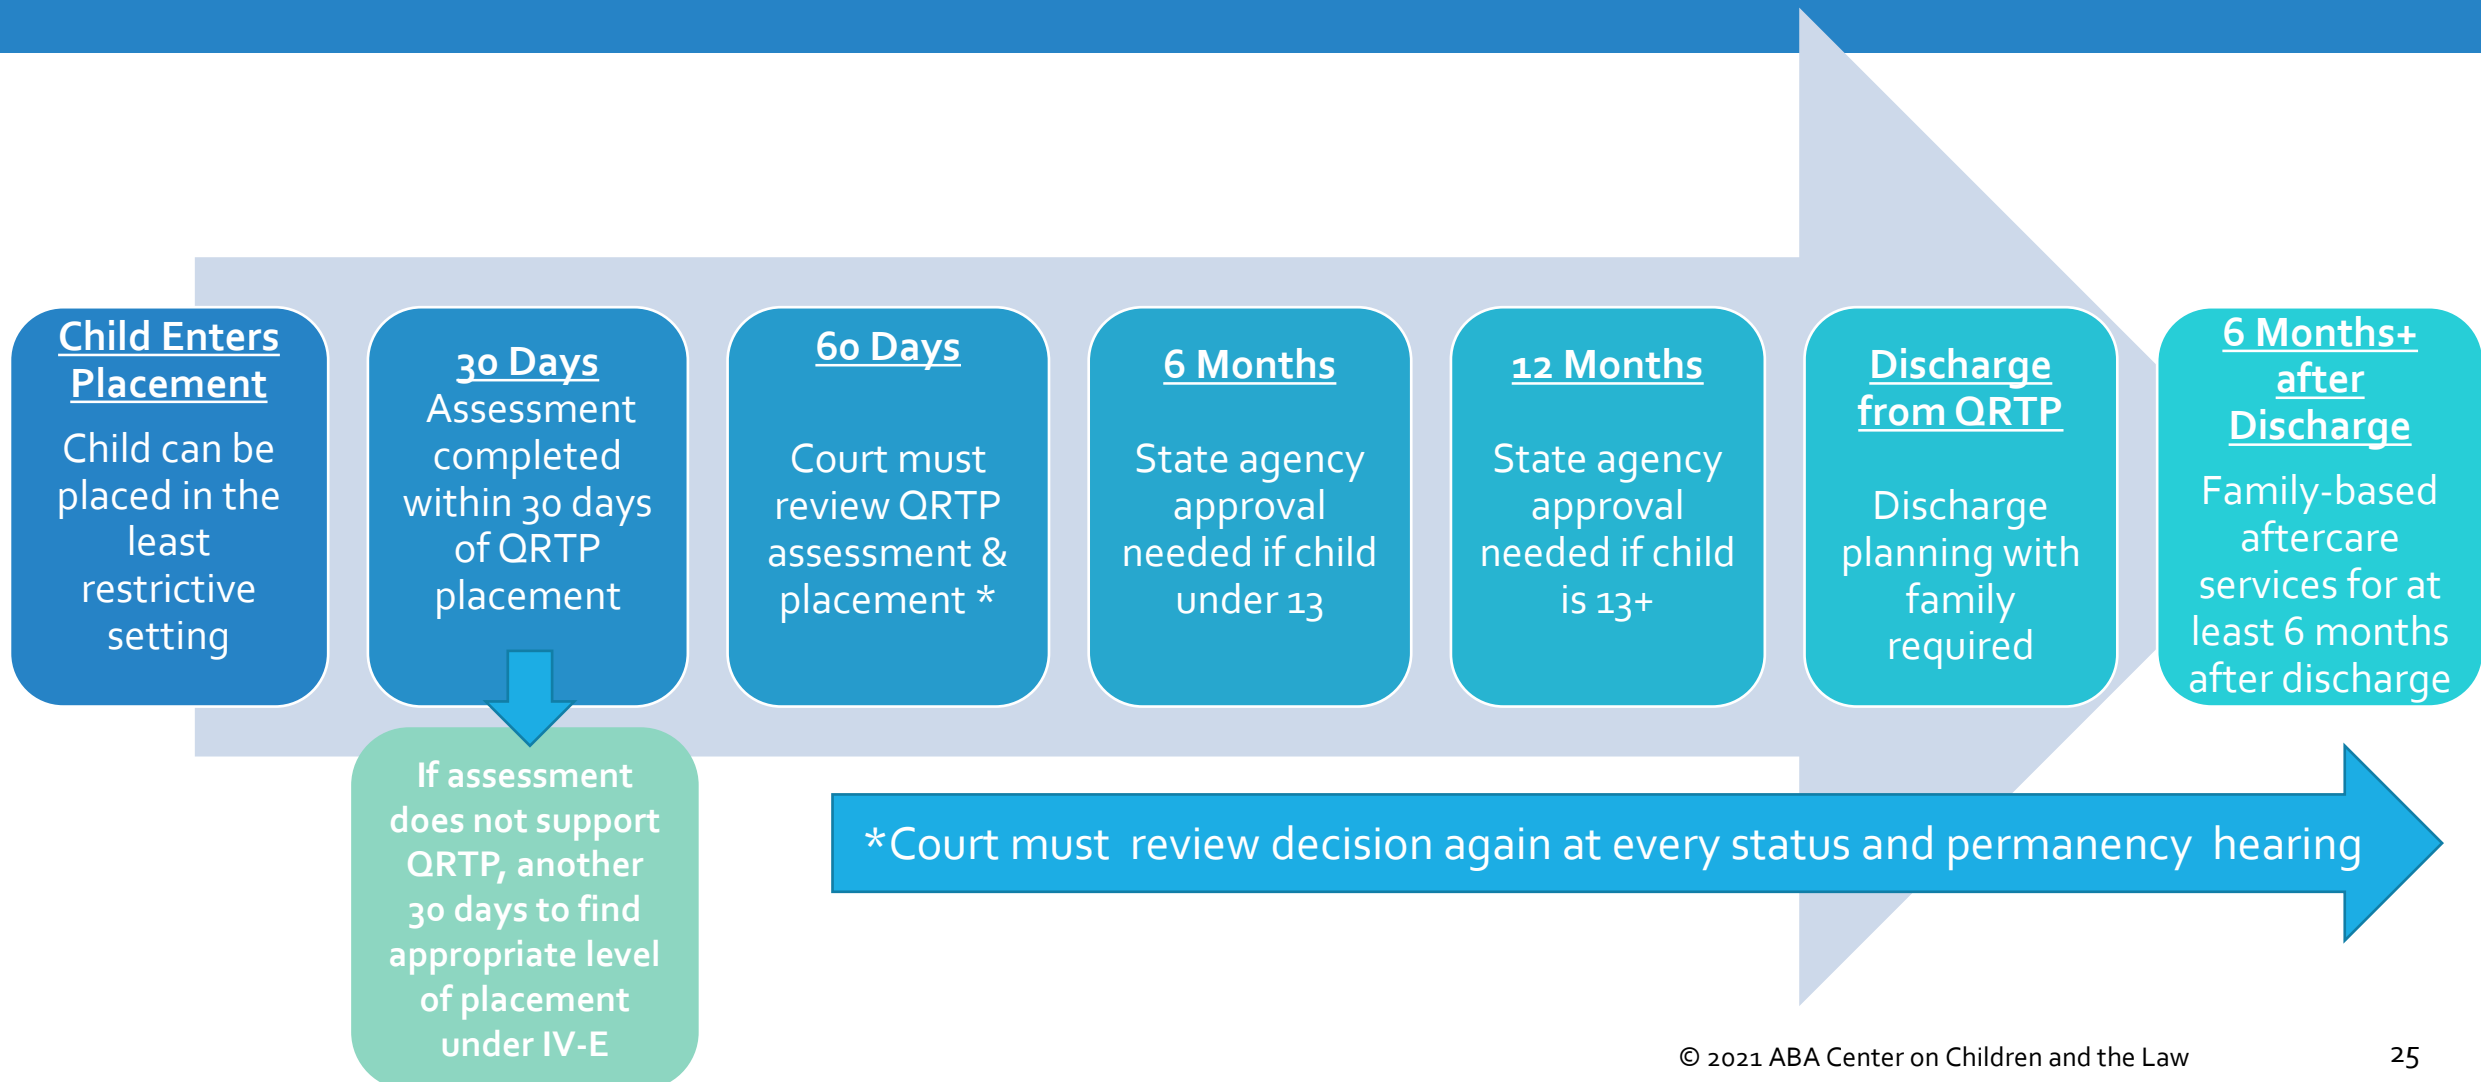 Child Enters
Placement
Child can be
placed in the
least
restrictive
setting
30 Days
Assessment
completed
within 30 days
of QRTP
placement
If assessment
does not support
QRTP, another
30 days to find
appropriate level
of placement
under IV-E
60 Days
Court must
review QRTP
assessment &
placement *
6 Months
State agency
approval
needed if child
under 13
12 Months
State agency
approval
needed if child
is 13+
Discharge
from QRTP
Discharge
planning with
family
required
6 Months+
after
Discharge
Family-based
aftercare
services for at
least 6 months
after discharge
*Court must review decision again at every status and permanency hearing
© 2021 ABA Center on Children and the Law
25